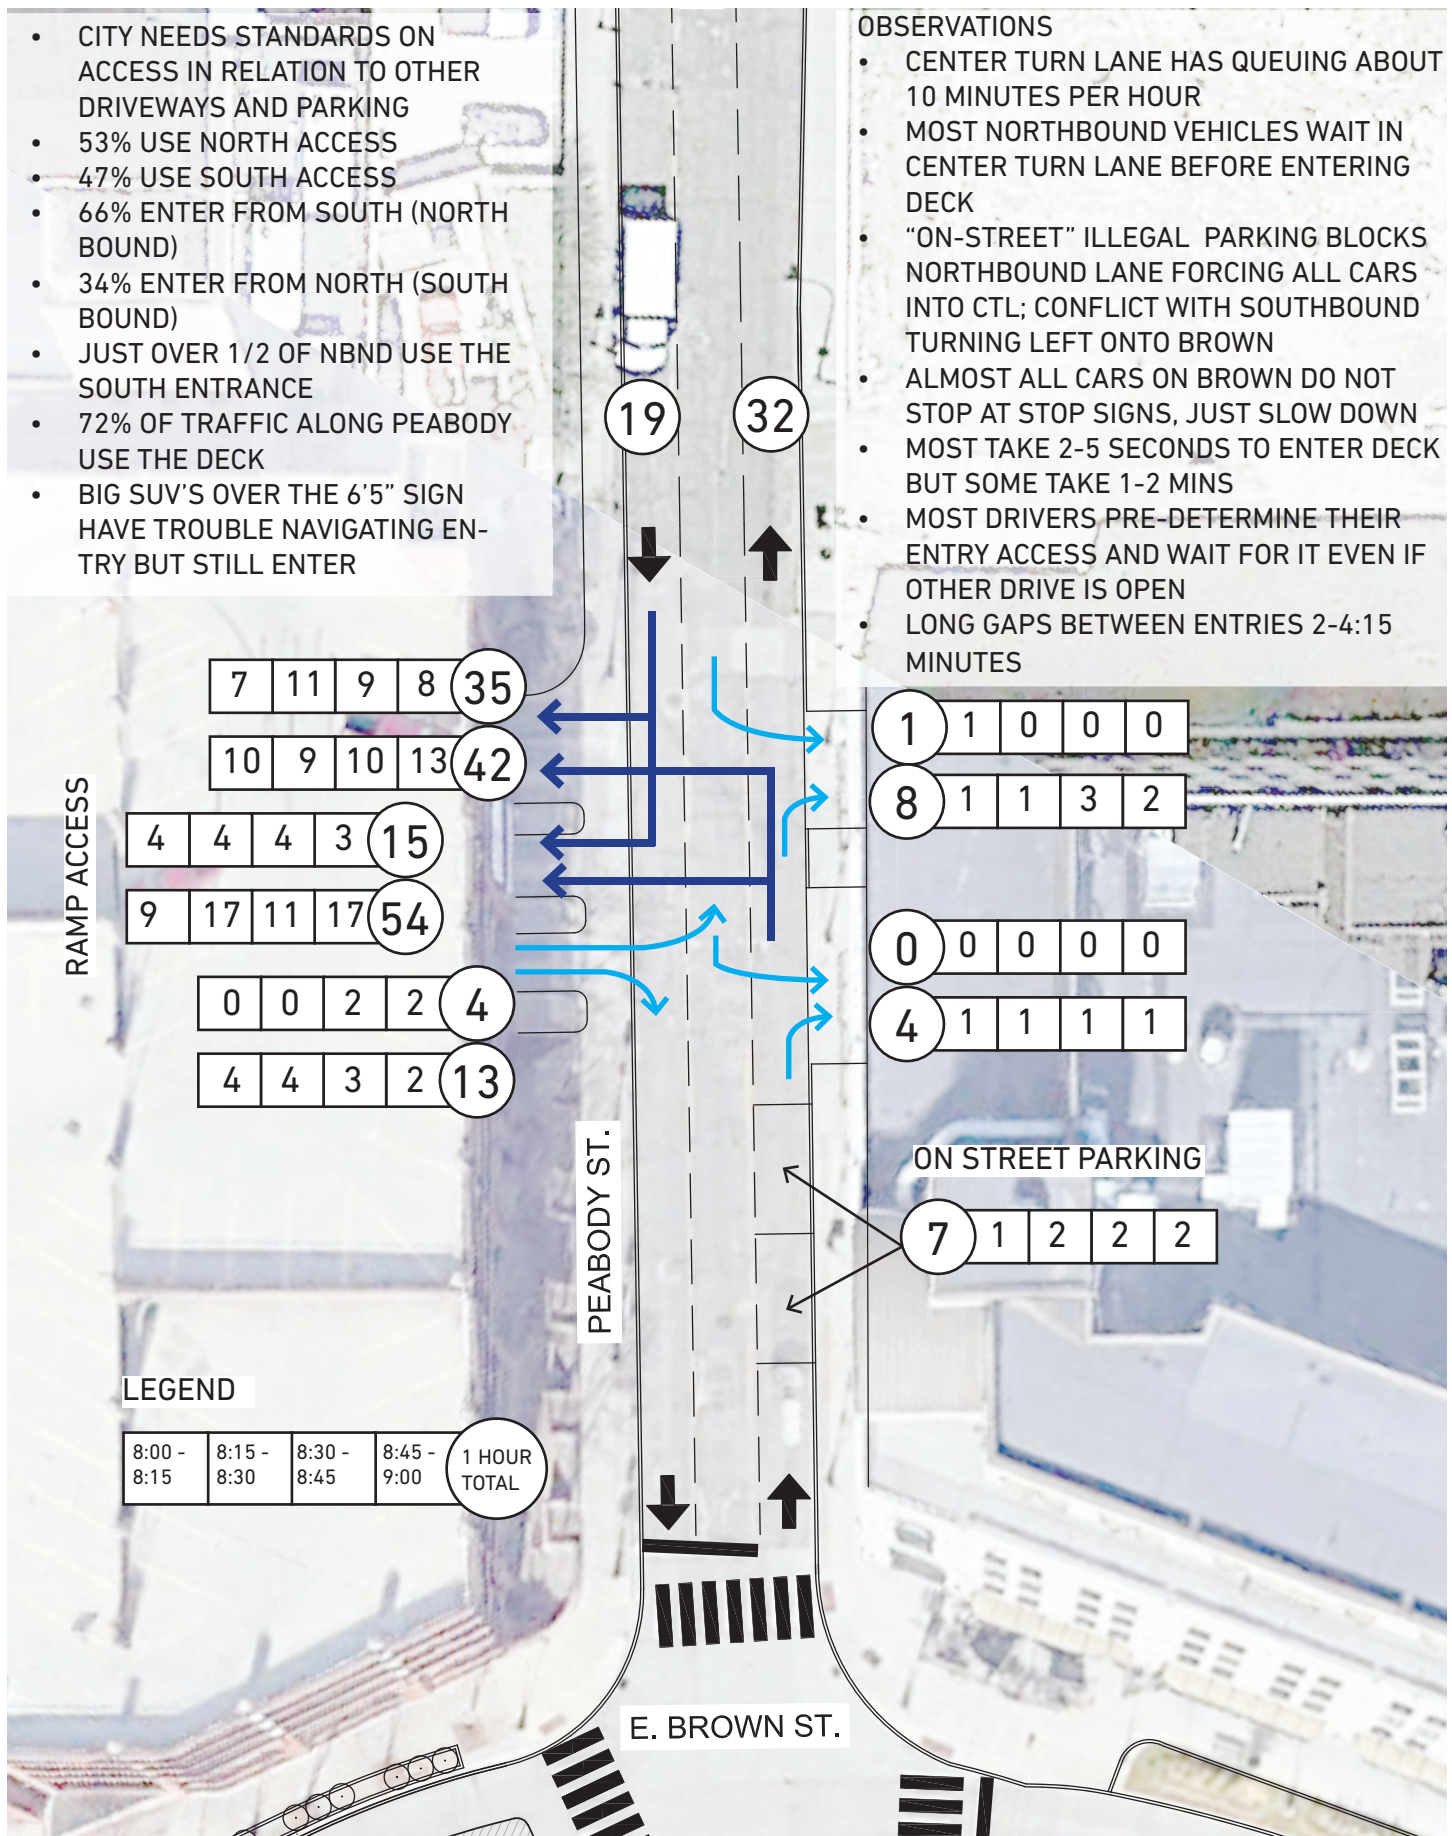 • CITY NEEDS STANDARDS ON
ACCESS IN RELATION TO OTHER
DRIVEWAYS AND PARKING
• 53% USE NORTH ACCESS
• 47% USE SOUTH ACCESS
• 66% ENTER FROM SOUTH (NORTH
BOUND)
• 34% ENTER FROM NORTH (SOUTH
BOUND)
• JUST OVER 1/2 OF NBND USE THE
SOUTH ENTRANCE
• 72% OF TRAFFIC ALONG PEABODY
USE THE DECK
• BIG SUV'S OVER THE 6'5” SIGN
HAVE TROUBLE NAVIGATING EN-
TRY BUT STILL ENTER
OBSERVATIONS
• CENTER TURN LANE HAS QUEUING ABOUT
10 MINUTES PER HOUR
• MOST NORTHBOUND VEHICLES WAIT IN
CENTER TURN LANE BEFORE ENTERING
DECK
• “ON-STREET” ILLEGAL PARKING BLOCKS
NORTHBOUND LANE FORCING ALL CARS
INTO CTL; CONFLICT WITH SOUTHBOUND
TURNING LEFT ONTO BROWN
• ALMOST ALL CARS ON BROWN DO NOT
STOP AT STOP SIGNS, JUST SLOW DOWN
• MOST TAKE 2-5 SECONDS TO ENTER DECK
BUT SOME TAKE 1-2 MINS
• MOST DRIVERS PRE-DETERMINE THEIR
ENTRY ACCESS AND WAIT FOR IT EVEN IF
OTHER DRIVE IS OPEN
• LONG GAPS BETWEEN ENTRIES 2-4:15
MINUTES
19 32
RAMP ACCESS
7 11 9 8 35
10 9 10 13 42
4 4 4 3 15
9 17 11 17 54
0 0 2 2 4
4 4 3 2 13
1 1 0 0 0
8 1 1 3 2
0 0 0 0 0
4 1 1 1 1
PEABODY ST.
ON STREET PARKING
7 1 2 2 2
LEGEND
8:00 -
8:15
8:15 -
8:30
8:30 -
8:45
8:45 -
9:00
1 HOUR
TOTAL
E. BROWN ST.